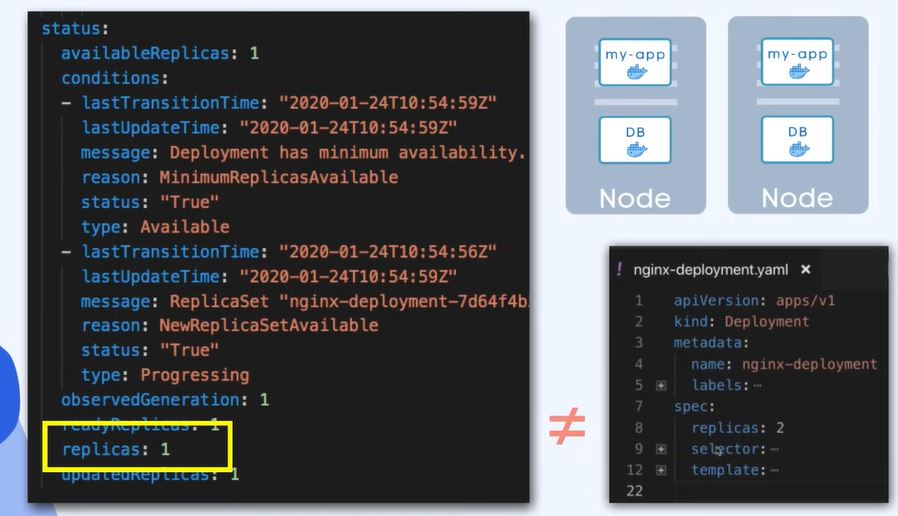 status:
availableReplicas: 1
conditions:
- lastTransitionTime: "2020-01-24T10:54:59Z"
lastUpdateTime: "2020-01-24T10:54:59Z"
message: Deployment has minimum availability.
reason: MinimumReplicasAvailable
status: "True"
type: Available
- lastTransitionTime: "2020-01-24T10:54:56Z"
lastUpdateTime: "2020-01-24T10:54:59Z"
message: ReplicaSet "nginx-deployment-7d64f4b
reason: NewReplicaSetAvailable
status: "True"
type: Progressing
observedGeneration: 1
readyReplicas: 1
replicas: 1
updatedReplicas: 1
my-app
DB
Node
my-app
DB
Node
≠
! nginx-deployment.yaml ×
1 apiVersion: apps/v1
2 kind: Deployment
3 metadata:
4 name: nginx-deployment
5 labels:⋯
7 spec:
8 replicas: 2
9 selector:⋯
12 template:⋯
22